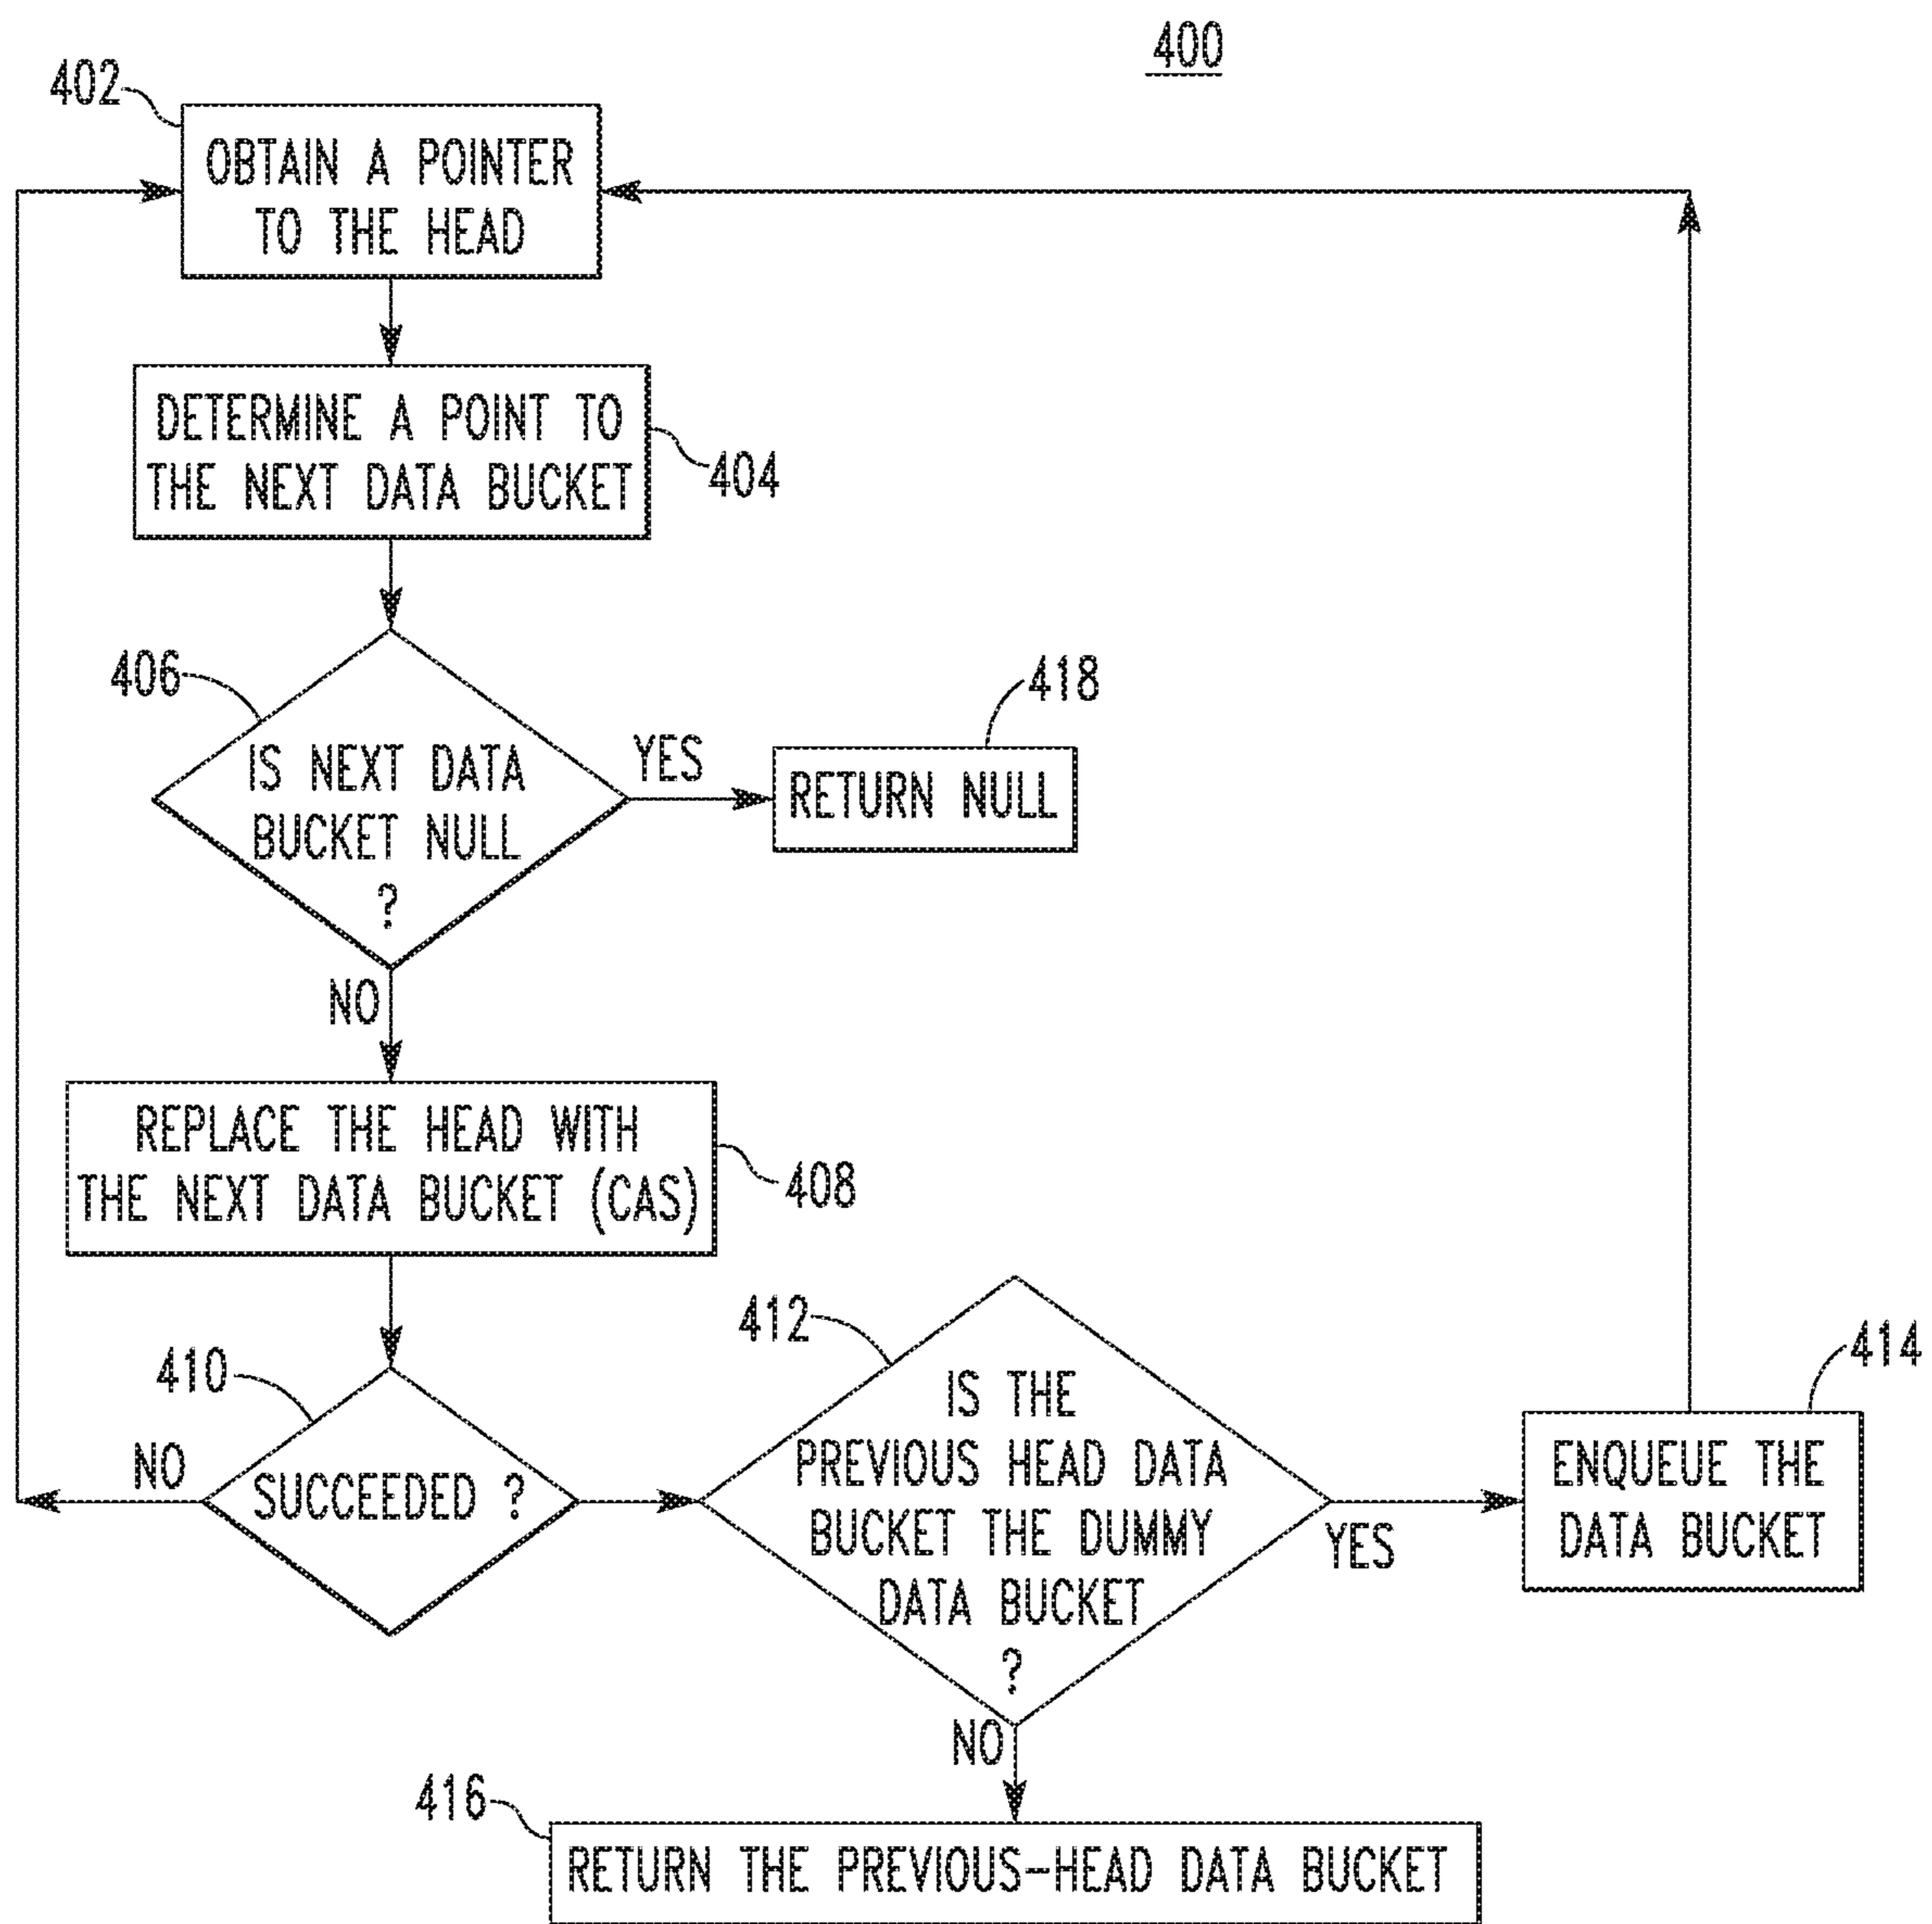 400
402
OBTAIN A POINTER
TO THE HEAD
DETERMINE A POINT TO
THE NEXT DATA BUCKET
404
406
IS NEXT DATA
BUCKET NULL
?
YES
418
RETURN NULL
NO
REPLACE THE HEAD WITH
THE NEXT DATA BUCKET (CAS)
408
410
SUCCEEDED ?
NO
412
IS THE
PREVIOUS HEAD DATA
BUCKET THE DUMMY
DATA BUCKET
?
YES
414
ENQUEUE THE
DATA BUCKET
NO
416
RETURN THE PREVIOUS-HEAD DATA BUCKET